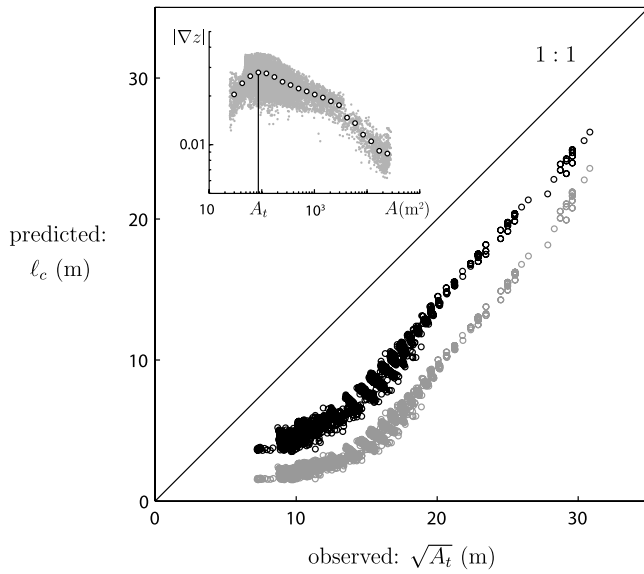 30
20
10
0
0
10
20
30
predicted:
ℓ_c (m)
observed: √A_t (m)
1 : 1
|∇z|
0.01
10
A_t
10³
A(m²)